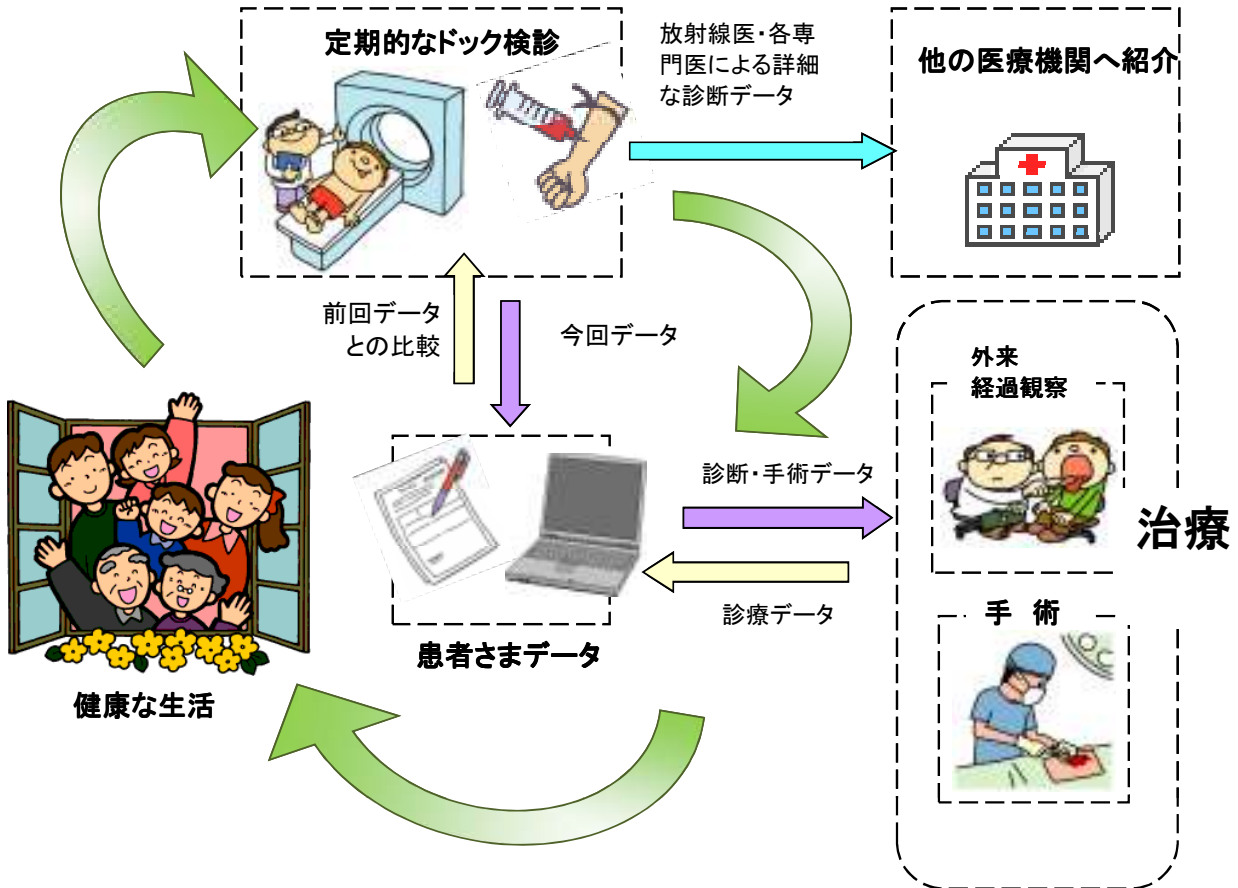 定期的なドック検診
放射線医・各専
門医による詳細
な診断データ
他の医療機関へ紹介
前回データ
との比較
今回データ
外来
経過観察
診断・手術データ
治療
診療データ
手 術
患者さまデータ
健康な生活